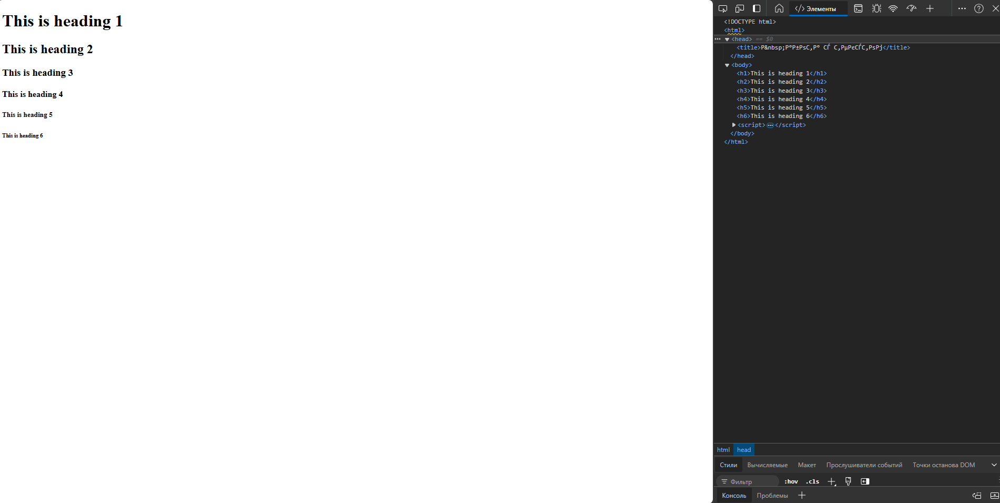 This is heading 1
This is heading 2
This is heading 3
This is heading 4
This is heading 5
This is heading 6
</> Элементы
<!DOCTYPE html>
<html>
<head> == $0
<title>Р&nbsp;Р°Р±РѕС‚Р° СЃ С‚РµРєСЃС‚РѕРј</title>
</head>
<body>
<h1>This is heading 1</h1>
<h2>This is heading 2</h2>
<h3>This is heading 3</h3>
<h4>This is heading 4</h4>
<h5>This is heading 5</h5>
<h6>This is heading 6</h6>
<script>…</script>
</body>
</html>
html head
Стили Вычисляемые Макет Прослушиватели событий Точки останова DOM
Фильтр :hov .cls
Консоль Проблемы